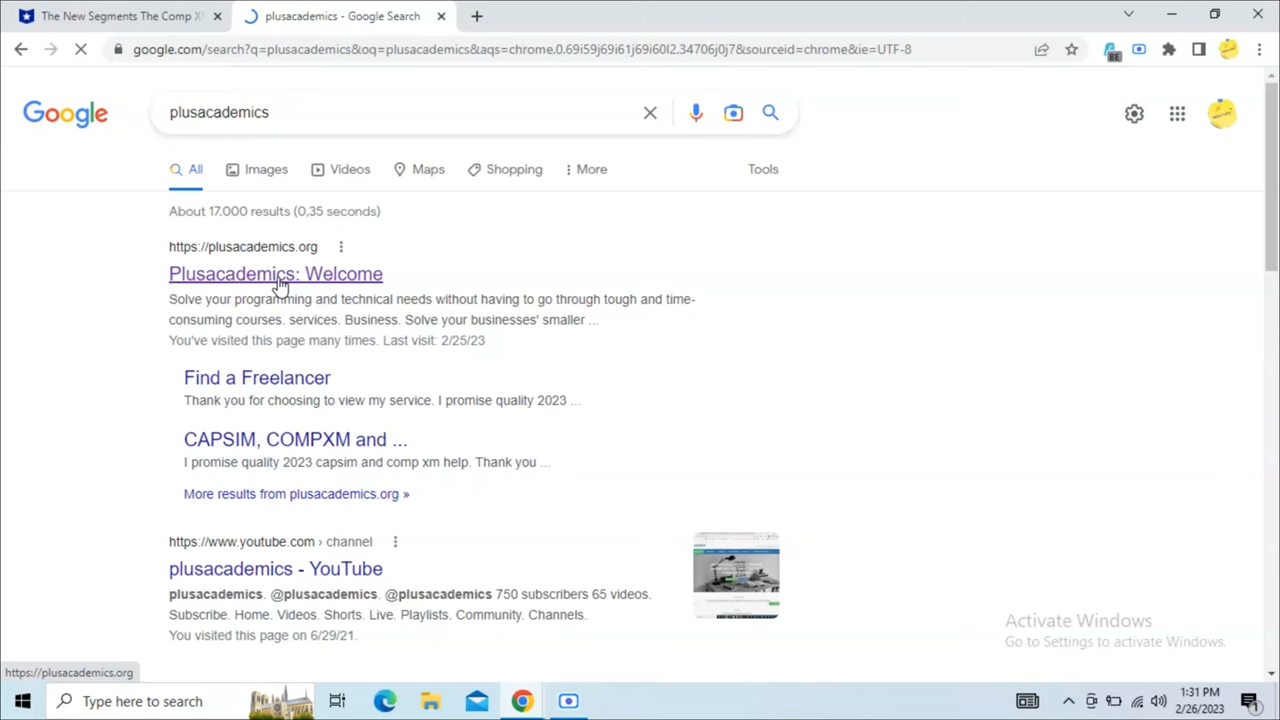 The New Segments The Comp X
plusacademics - Google Search
google.com/search?q=plusacademics&oq=plusacademics&aqs=chrome.0.69i59j69i61j69i60l2.34706j0j7&sourceid=chrome&ie=UTF-8
BE
Google
plusacademics
All
Images
Videos
Maps
Shopping
More
Tools
About 17.000 results (0,35 seconds)
https://plusacademics.org
Plusacademics: Welcome
Solve your programming and technical needs without having to go through tough and time-
consuming courses. services. Business. Solve your businesses' smaller ...
You've visited this page many times. Last visit: 2/25/23
Find a Freelancer
Thank you for choosing to view my service. I promise quality 2023 ...
CAPSIM, COMPXM and ...
I promise quality 2023 capsim and comp xm help. Thank you ...
More results from plusacademics.org »
https://www.youtube.com › channel
plusacademics - YouTube
plusacademics. @plusacademics. @plusacademics 750 subscribers 65 videos.
Subscribe. Home. Videos. Shorts. Live. Playlists. Community. Channels.
You visited this page on 6/29/21.
Activate Windows
Go to Settings to activate Windows.
https://plusacademics.org
Type here to search
1:31 PM
2/26/2023
1